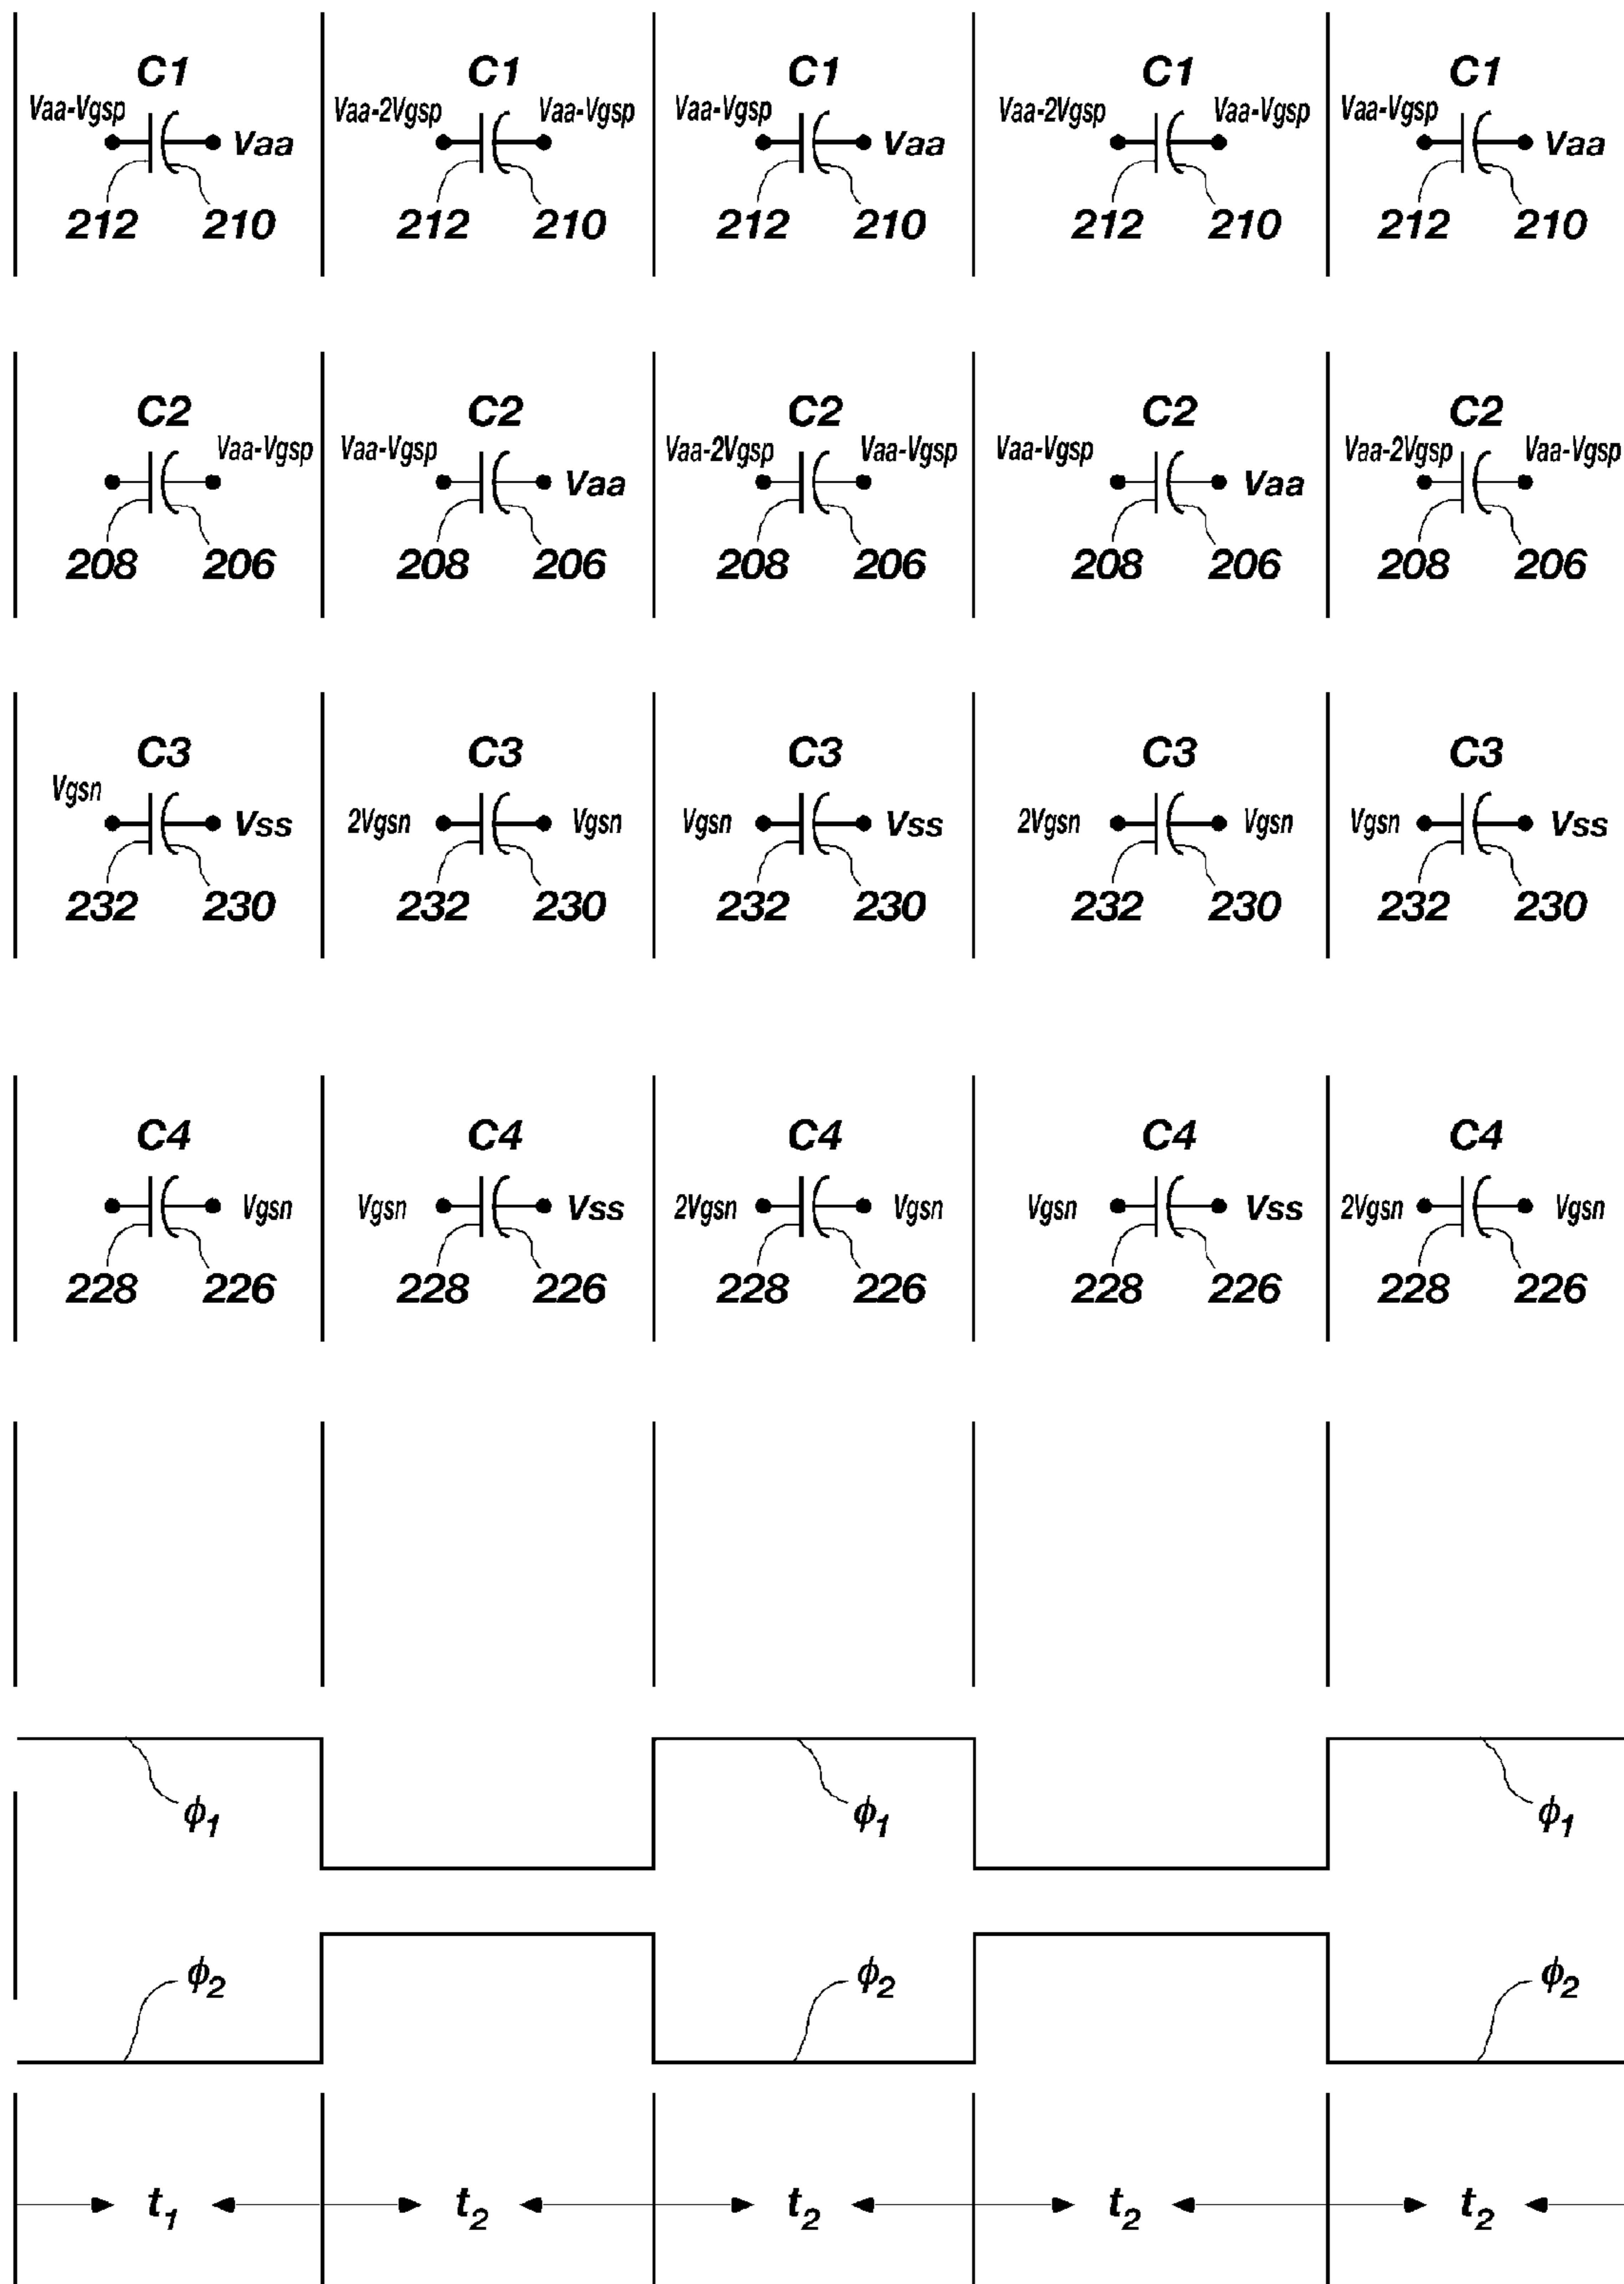 C1 C1 C1 C1 C1
Vaa-Vgsp Vaa-2Vgsp Vaa-Vgsp Vaa-Vgsp Vaa-2Vgsp Vaa-Vgsp Vaa-Vgsp
Vaa Vaa Vaa
212 210 212 210 212 210 212 210 212 210
C2 C2 C2 C2 C2
Vaa-Vgsp Vaa-Vgsp Vaa-2Vgsp Vaa-Vgsp Vaa-Vgsp Vaa-2Vgsp Vaa-Vgsp
Vaa Vaa
208 206 208 206 208 206 208 206 208 206
C3 C3 C3 C3 C3
Vgsn Vss 2Vgsn Vgsn Vgsn Vss 2Vgsn Vgsn Vgsn Vss
232 230 232 230 232 230 232 230 232 230
C4 C4 C4 C4 C4
Vgsn Vgsn Vss 2Vgsn Vgsn Vgsn Vss 2Vgsn Vgsn
228 226 228 226 228 226 228 226 228 226
ϕ1 ϕ1 ϕ1
ϕ2 ϕ2 ϕ2
t1 t2 t2 t2 t2